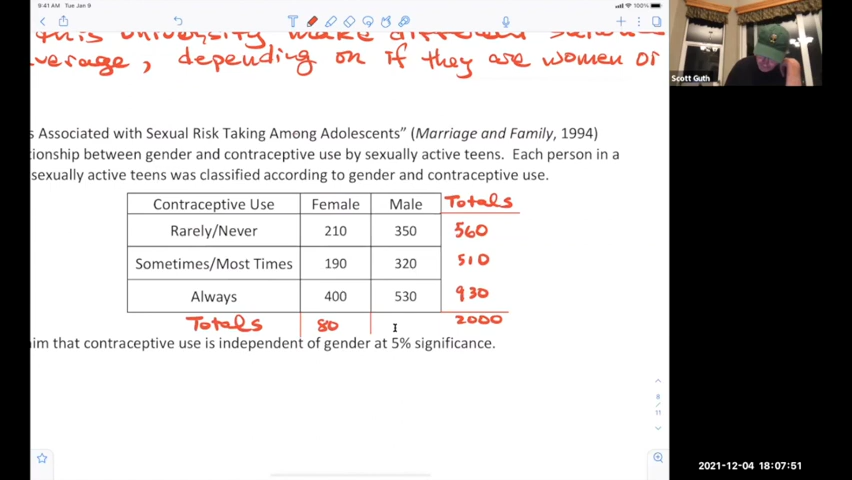 9:41 AM Tue Jan 9
100%
this university make different
verage, depending on if they are women or
Scott Guth
s Associated with Sexual Risk Taking Among Adolescents" (Marriage and Family, 1994)
tionship between gender and contraceptive use by sexually active teens. Each person in a
sexually active teens was classified according to gender and contraceptive use.
Contraceptive Use Female Male Totals
Rarely/Never 210 350 560
Sometimes/Most Times 190 320 510
Always 400 530 930
Totals 80 2000
aim that contraceptive use is independent of gender at 5% significance.
8
/
11
2021-12-04 18:07:51